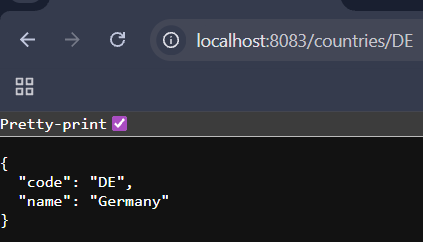 localhost:8083/countries/DE
Pretty-print
{
"code": "DE",
"name": "Germany"
}